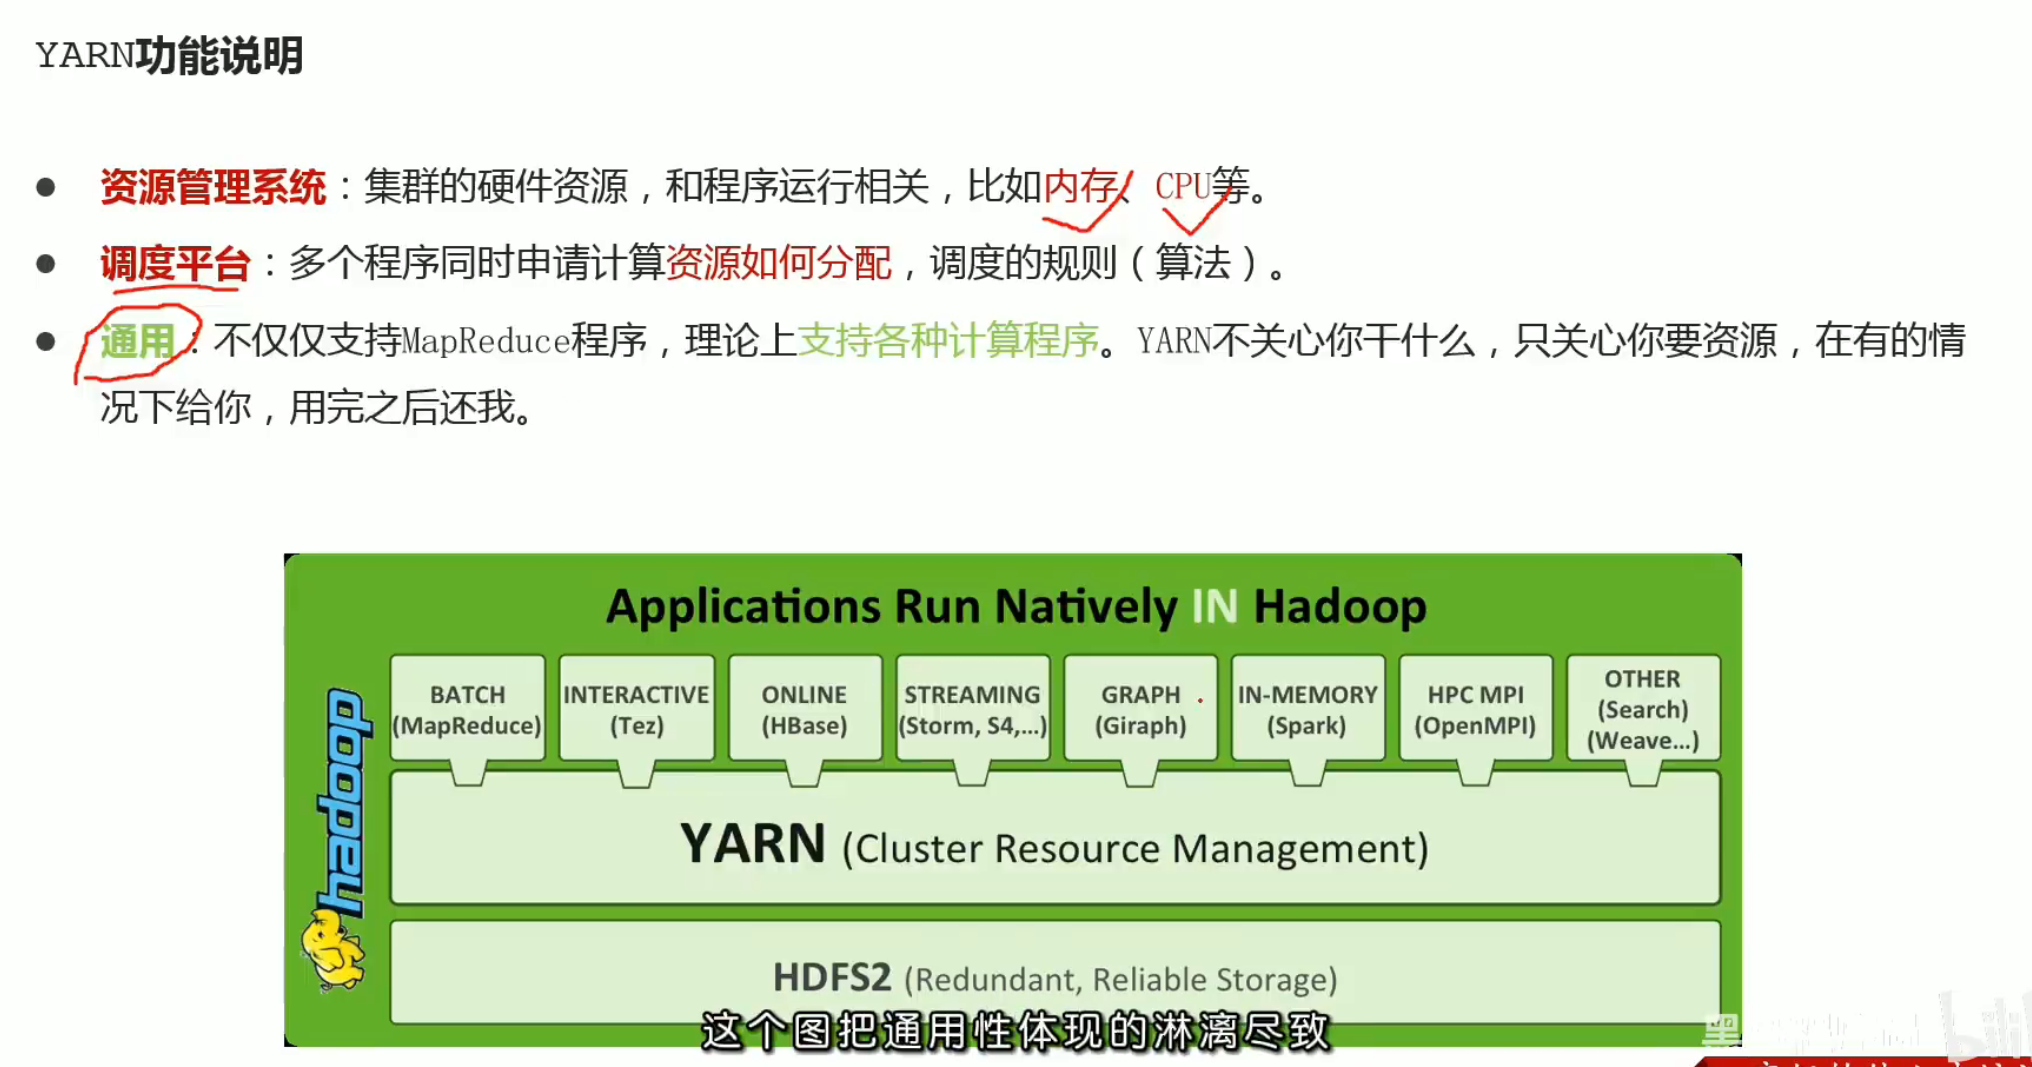 YARN功能说明
● 资源管理系统：集群的硬件资源，和程序运行相关，比如内存、CPU等。
● 调度平台：多个程序同时申请计算资源如何分配，调度的规则（算法）。
● 通用：不仅仅支持MapReduce程序，理论上支持各种计算程序。YARN不关心你干什么，只关心你要资源，在有的情
况下给你，用完之后还我。
Applications Run Natively IN Hadoop
BATCH
(MapReduce)
INTERACTIVE
(Tez)
ONLINE
(HBase)
STREAMING
(Storm, S4,...)
GRAPH
(Giraph)
IN-MEMORY
(Spark)
HPC MPI
(OpenMPI)
OTHER
(Search)
(Weave...)
hadoop
YARN (Cluster Resource Management)
HDFS2 (Redundant, Reliable Storage)
这个图把通用性体现的淋漓尽致